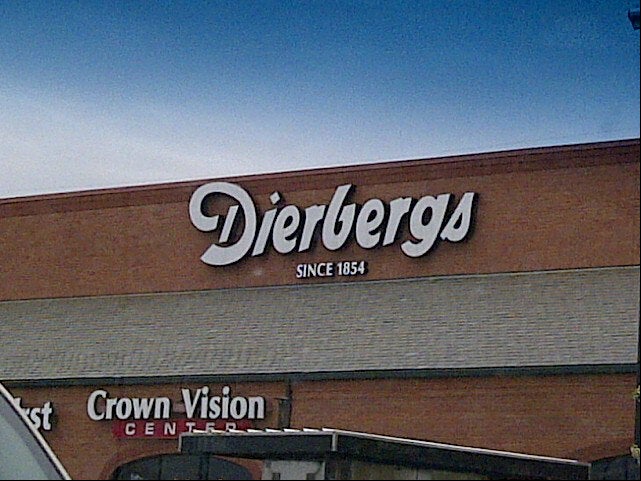 Dierbergs
SINCE 1854
Crown Vision
CENTER